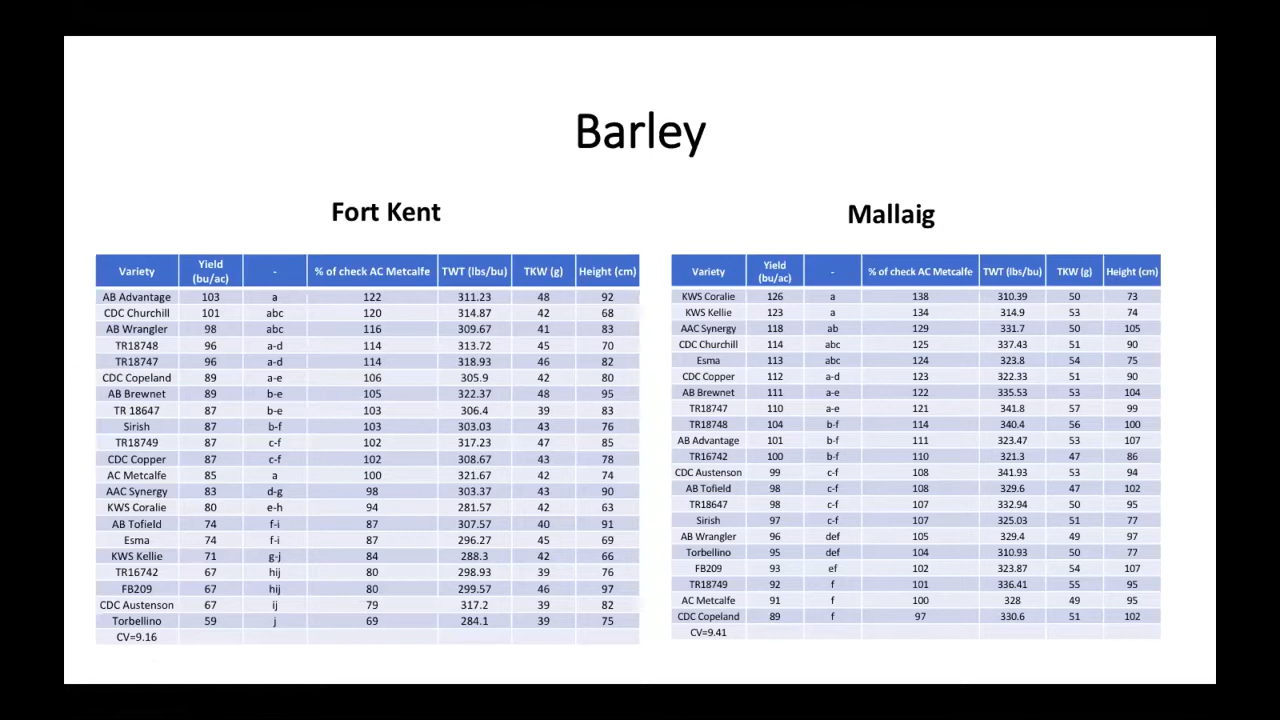 Barley
Fort Kent
Variety Yield (bu/ac) - % of check AC Metcalfe TWT (lbs/bu) TKW (g) Height (cm)
AB Advantage 103 a 122 311.23 48 92
CDC Churchill 101 abc 120 314.87 42 68
AB Wrangler 98 abc 116 309.67 41 83
TR18748 96 a-d 114 313.72 45 70
TR18747 96 a-d 114 318.93 46 82
CDC Copeland 89 a-e 106 305.9 42 80
AB Brewnet 89 b-e 105 322.37 48 95
TR 18647 87 b-e 103 306.4 39 83
Sirish 87 b-f 103 303.03 43 76
TR18749 87 c-f 102 317.23 47 85
CDC Copper 87 c-f 102 308.67 43 78
AC Metcalfe 85 a 100 321.67 42 74
AAC Synergy 83 d-g 98 303.37 43 90
KWS Coralie 80 e-h 94 281.57 42 63
AB Tofield 74 f-i 87 307.57 40 91
Esma 74 f-i 87 296.27 45 69
KWS Kellie 71 g-j 84 288.3 42 66
TR16742 67 hij 80 298.93 39 76
FB209 67 hij 80 299.57 46 97
CDC Austenson 67 ij 79 317.2 39 82
Torbellino 59 j 69 284.1 39 75
CV=9.16
Mallaig
Variety Yield (bu/ac) - % of check AC Metcalfe TWT (lbs/bu) TKW (g) Height (cm)
KWS Coralie 126 a 138 310.39 50 73
KWS Kellie 123 a 134 314.9 53 74
AAC Synergy 118 ab 129 331.7 50 105
CDC Churchill 114 abc 125 337.43 51 90
Esma 113 abc 124 323.8 54 75
CDC Copper 112 a-d 123 322.33 51 90
AB Brewnet 111 a-e 122 335.53 53 104
TR18747 110 a-e 121 341.8 57 99
TR18748 104 b-f 114 340.4 56 100
AB Advantage 101 b-f 111 323.47 53 107
TR16742 100 b-f 110 321.3 47 86
CDC Austenson 99 c-f 108 341.93 53 94
AB Tofield 98 c-f 108 329.6 47 102
TR18647 98 c-f 107 332.94 50 95
Sirish 97 c-f 107 325.03 51 77
AB Wrangler 96 def 105 329.4 49 97
Torbellino 95 def 104 310.93 50 77
FB209 93 ef 102 323.87 54 107
TR18749 92 f 101 336.41 55 95
AC Metcalfe 91 f 100 328 49 95
CDC Copeland 89 f 97 330.6 51 102
CV=9.41